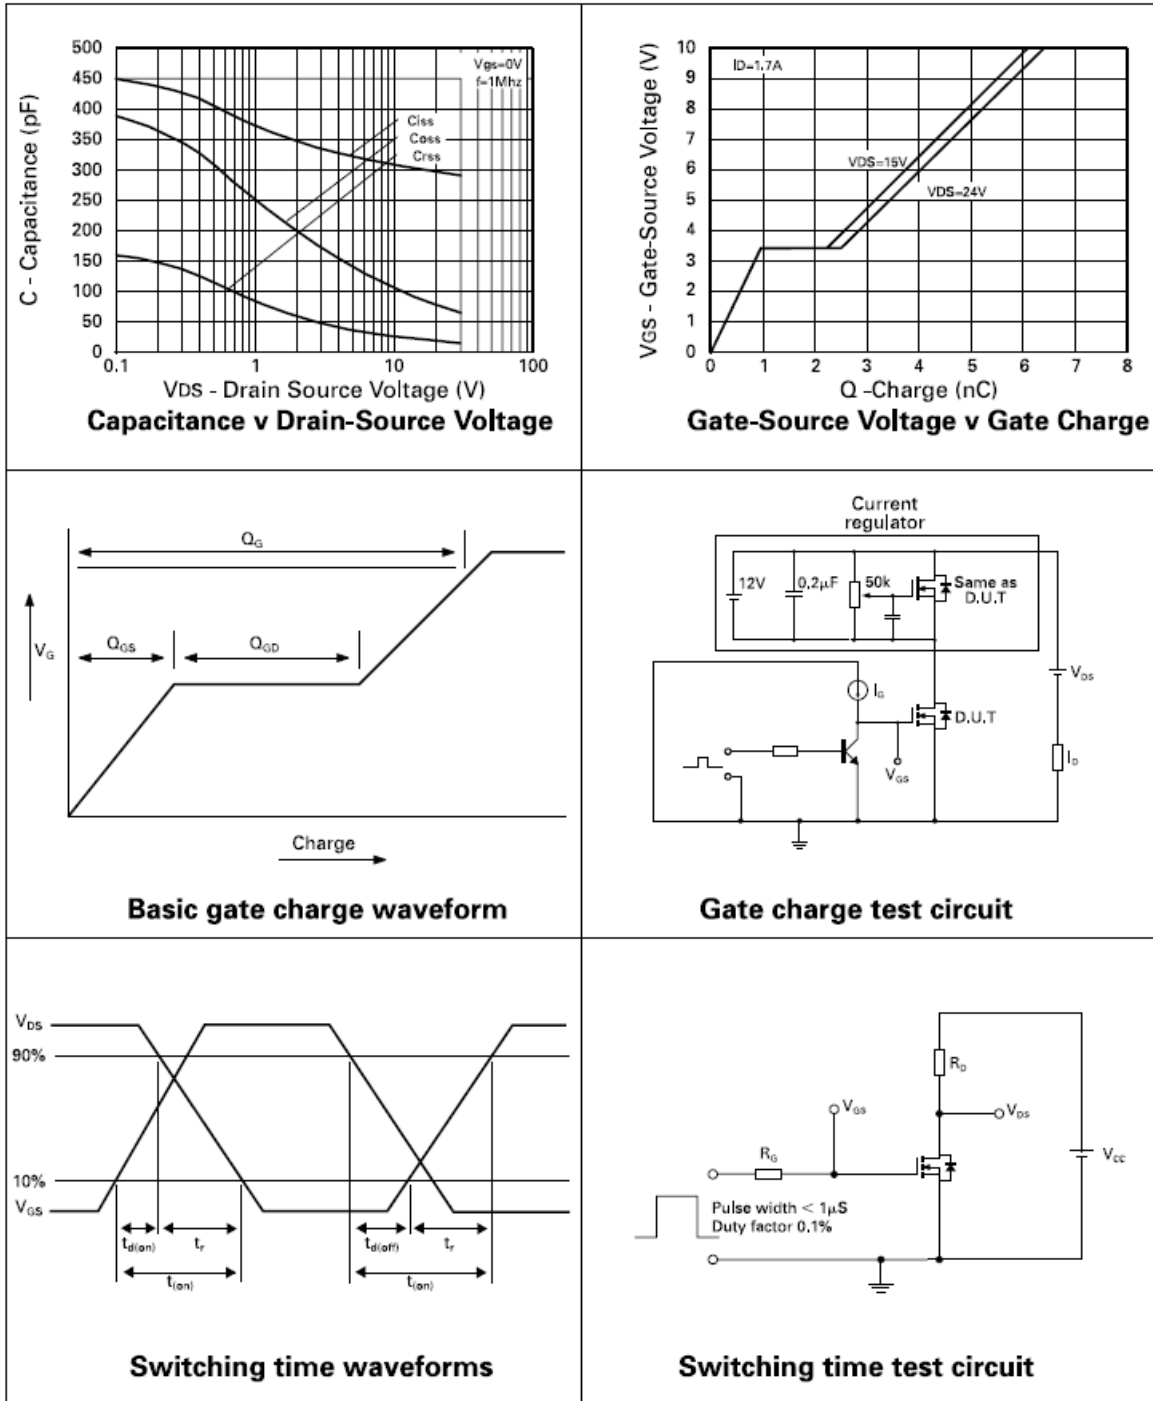 500
450
400
350
300
250
200
150
100
50
0
C - Capacitance (pF)
Vgs=0V
f=1Mhz
Ciss
Coss
Crss
0.1
1
10
100
VDS - Drain Source Voltage (V)
Capacitance v Drain-Source Voltage
10
9
8
7
6
5
4
3
2
1
0
VGS - Gate-Source Voltage (V)
ID=1.7A
VDS=15V
VDS=24V
0 1 2 3 4 5 6 7 8
Q -Charge (nC)
Gate-Source Voltage v Gate Charge
QG
QGS
QGD
VG
Charge
Basic gate charge waveform
Current
regulator
12V
0.2μF
50k
Same as
D.U.T
IG
VDS
D.U.T
VGS
ID
Gate charge test circuit
VDS
90%
10%
VGS
td(on)
tr
td(off)
tr
t(on)
t(on)
Switching time waveforms
RD
VGS
VDS
RG
VCC
Pulse width < 1μS
Duty factor 0.1%
Switching time test circuit